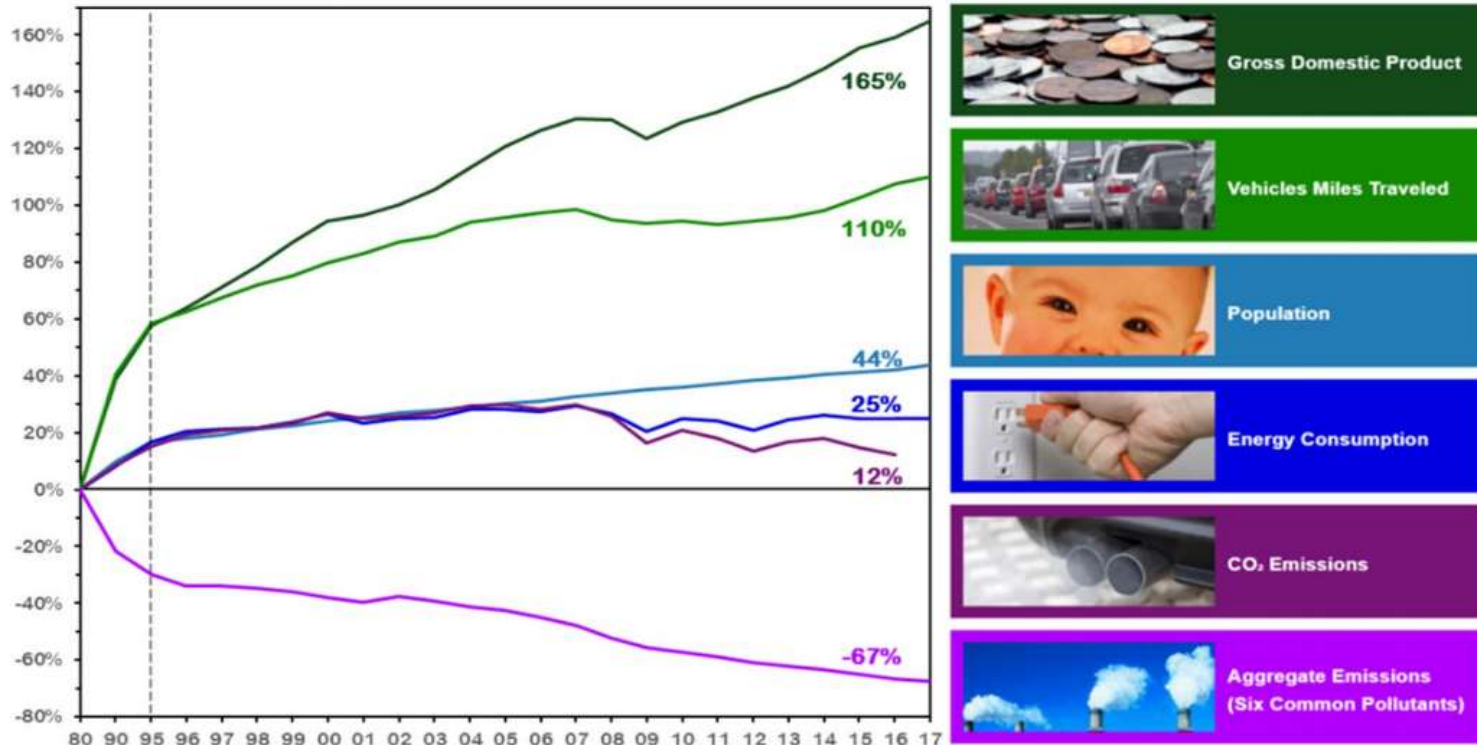 160%
140%
120%
100%
80%
60%
40%
20%
0%
-20%
-40%
-60%
-80%
165%
110%
44%
25%
12%
-67%
80 90 95 96 97 98 99 00 01 02 03 04 05 06 07 08 09 10 11 12 13 14 15 16 17
Gross Domestic Product
Vehicles Miles Traveled
Population
Energy Consumption
CO₂ Emissions
Aggregate Emissions
(Six Common Pollutants)